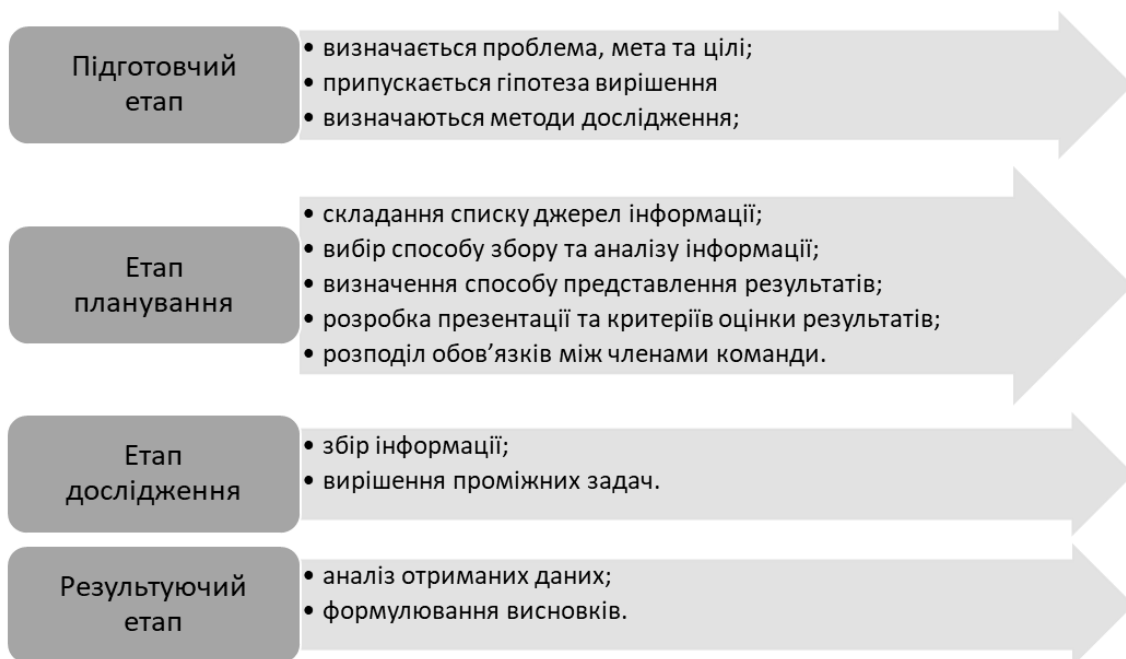 Підготовчий
етап
• визначається проблема, мета та цілі;
• припускається гіпотеза вирішення
• визначаються методи дослідження;
Етап
планування
• складання списку джерел інформації;
• вибір способу збору та аналізу інформації;
• визначення способу представлення результатів;
• розробка презентації та критеріїв оцінки результатів;
• розподіл обов’язків між членами команди.
Етап
дослідження
• збір інформації;
• вирішення проміжних задач.
Результуючий
етап
• аналіз отриманих даних;
• формулювання висновків.